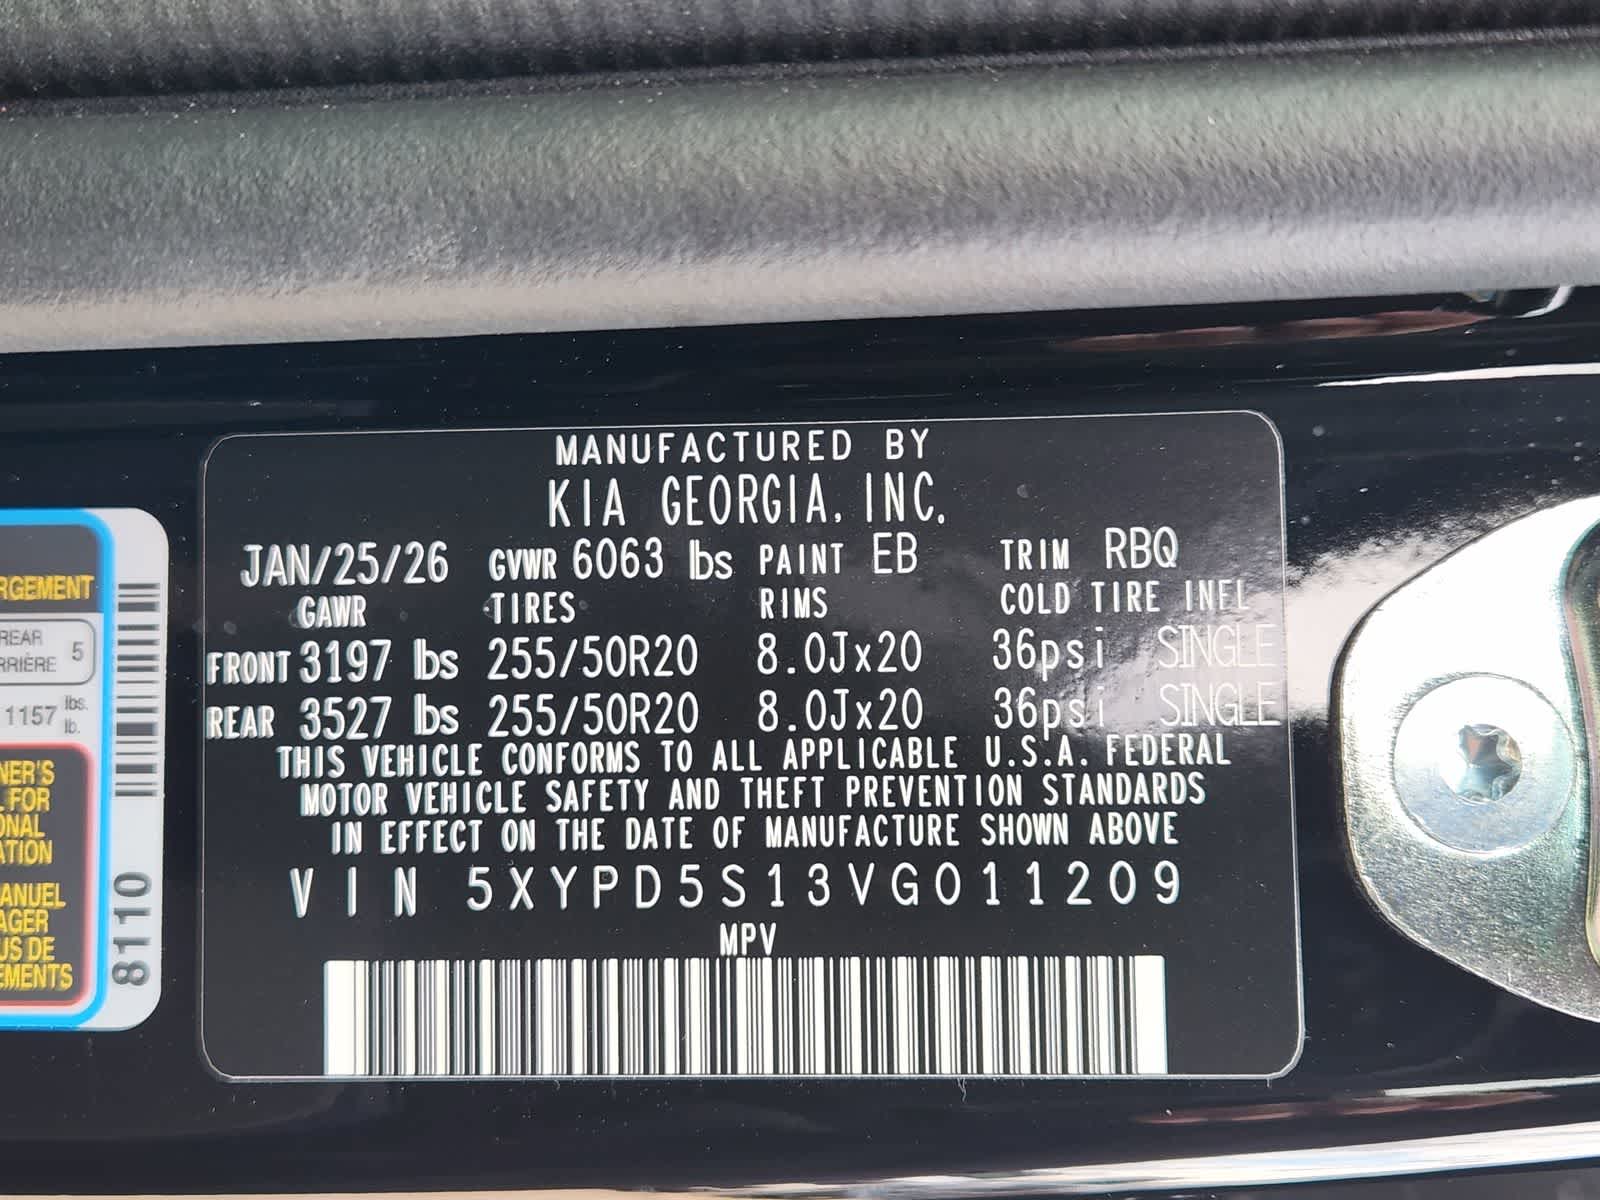 MANUFACTURED BY
KIA GEORGIA, INC.
JAN/25/26 GVWR 6063 lbs PAINT EB TRIM RBQ
GAWR TIRES RIMS COLD TIRE INFL
FRONT 3197 lbs 255/50R20 8.0Jx20 36psi SINGLE
REAR 3527 lbs 255/50R20 8.0Jx20 36psi SINGLE
THIS VEHICLE CONFORMS TO ALL APPLICABLE U.S.A. FEDERAL
MOTOR VEHICLE SAFETY AND THEFT PREVENTION STANDARDS
IN EFFECT ON THE DATE OF MANUFACTURE SHOWN ABOVE
VIN 5XYPD5S13VG011209
MPV
RGEMENT
REAR
RRIÈRE 5
1157 lbs.
lb.
NER'S
L FOR
ONAL
ATION
ANUEL
AGER
US DE
EMENTS
8110